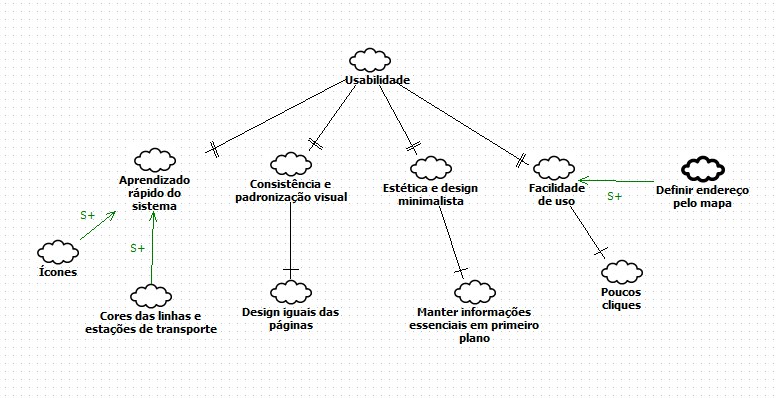 Usabilidade
Aprendizado
rápido do
sistema
Consistência e
padronização visual
Estética e design
minimalista
Facilidade
de uso
Definir endereço
pelo mapa
S+
S+
S+
Ícones
Cores das linhas e
estações de transporte
Design iguais das
páginas
Manter informações
essenciais em primeiro
plano
Poucos
cliques